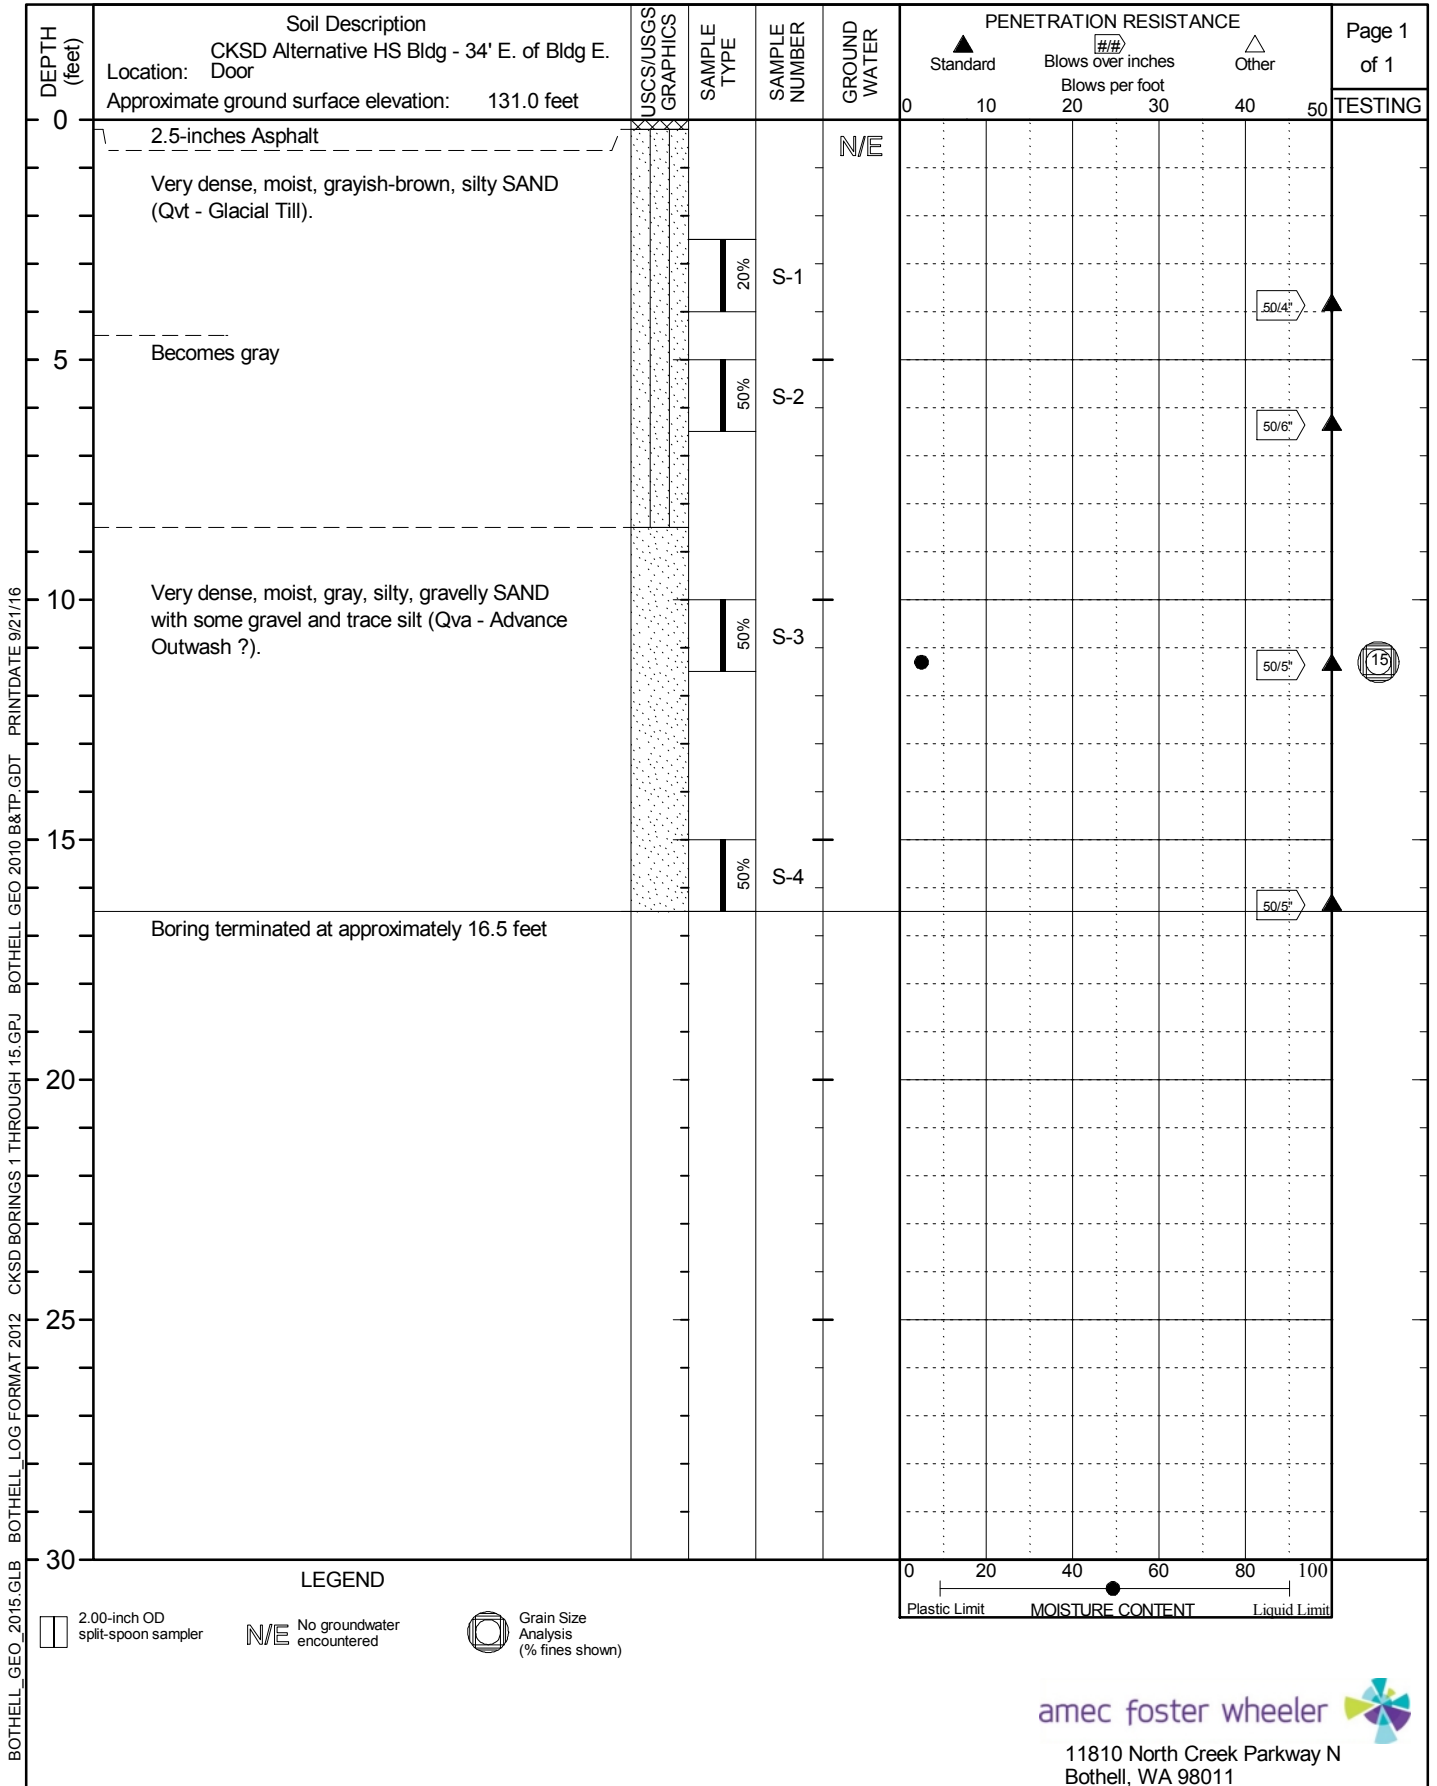 DEPTH
(feet)
Soil Description
Location: CKSD Alternative HS Bldg - 34' E. of Bldg E.
Door
Approximate ground surface elevation: 131.0 feet
USCS/USGS
GRAPHICS
SAMPLE
TYPE
SAMPLE
NUMBER
GROUND
WATER
PENETRATION RESISTANCE
Standard
#/#
Blows over inches
Blows per foot
Other
0 10 20 30 40 50
Page 1
of 1
TESTING
0
2.5-inches Asphalt
N/E
Very dense, moist, grayish-brown, silty SAND
(Qvt - Glacial Till).
20% S-1
50/4"
Becomes gray
5
50% S-2
50/6"
Very dense, moist, gray, silty, gravelly SAND
with some gravel and trace silt (Qva - Advance
Outwash ?).
10
50% S-3
50/5"
15
15
50% S-4
50/5"
Boring terminated at approximately 16.5 feet
20
25
30
0 20 40 60 80 100
Plastic Limit MOISTURE CONTENT Liquid Limit
LEGEND
2.00-inch OD
split-spoon sampler
N/E No groundwater
encountered
Grain Size
Analysis
(% fines shown)
amec foster wheeler
11810 North Creek Parkway N
Bothell, WA 98011
BOTHELL_GEO_2015.GLB BOTHELL_LOG FORMAT 2012 CKSD BORINGS 1 THROUGH 15.GPJ BOTHELL GEO 2010 B&TP.GDT PRINTDATE 9/21/16